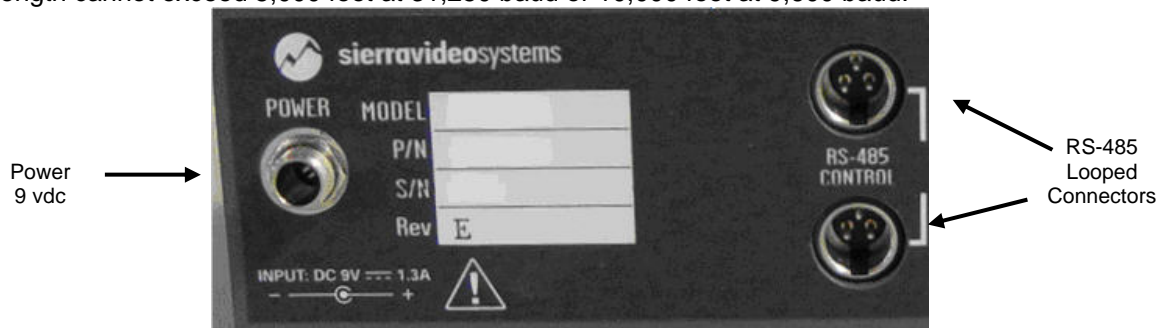 length cannot exceed 5,000 feet at 31,250 baud or 10,000 feet at 9,600 baud.
sierravideosystems
POWER
MODEL
P/N
S/N
Rev E
INPUT: DC 9V 1.3A
- +
RS-485
CONTROL
Power
9 vdc
RS-485
Looped
Connectors